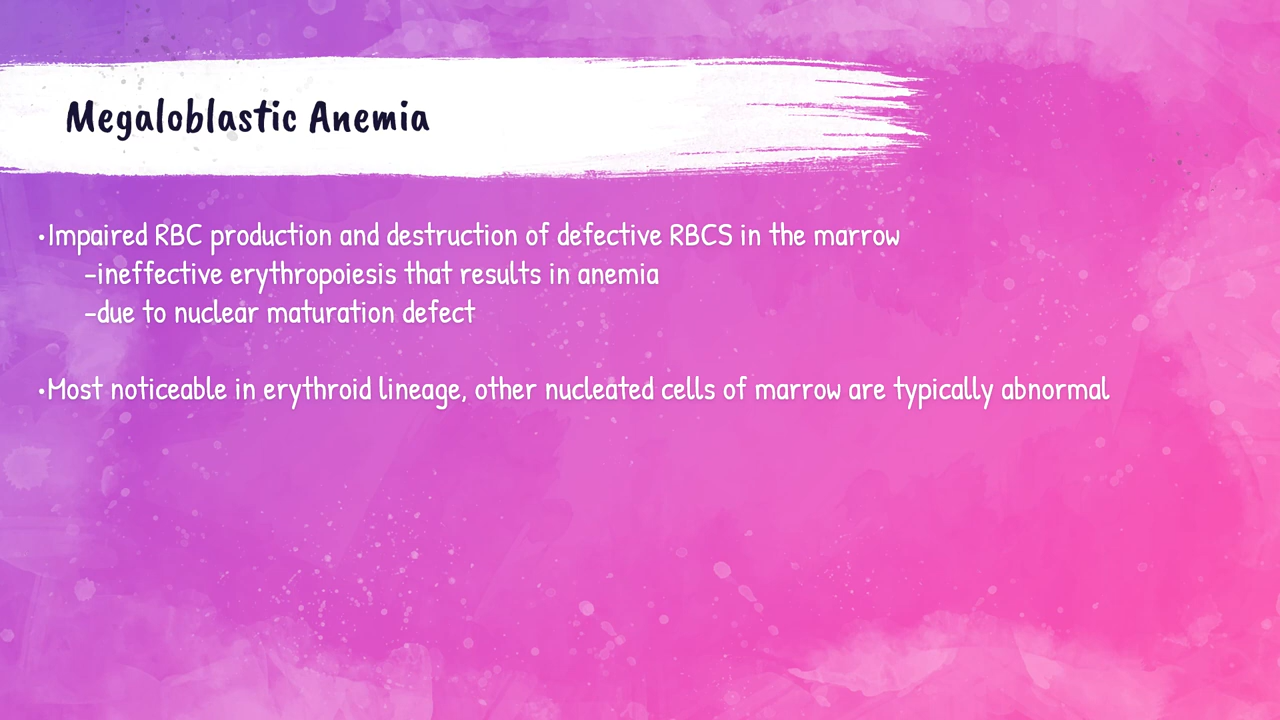 Megaloblastic Anemia
•Impaired RBC production and destruction of defective RBCS in the marrow
-ineffective erythropoiesis that results in anemia
-due to nuclear maturation defect
•Most noticeable in erythroid lineage, other nucleated cells of marrow are typically abnormal